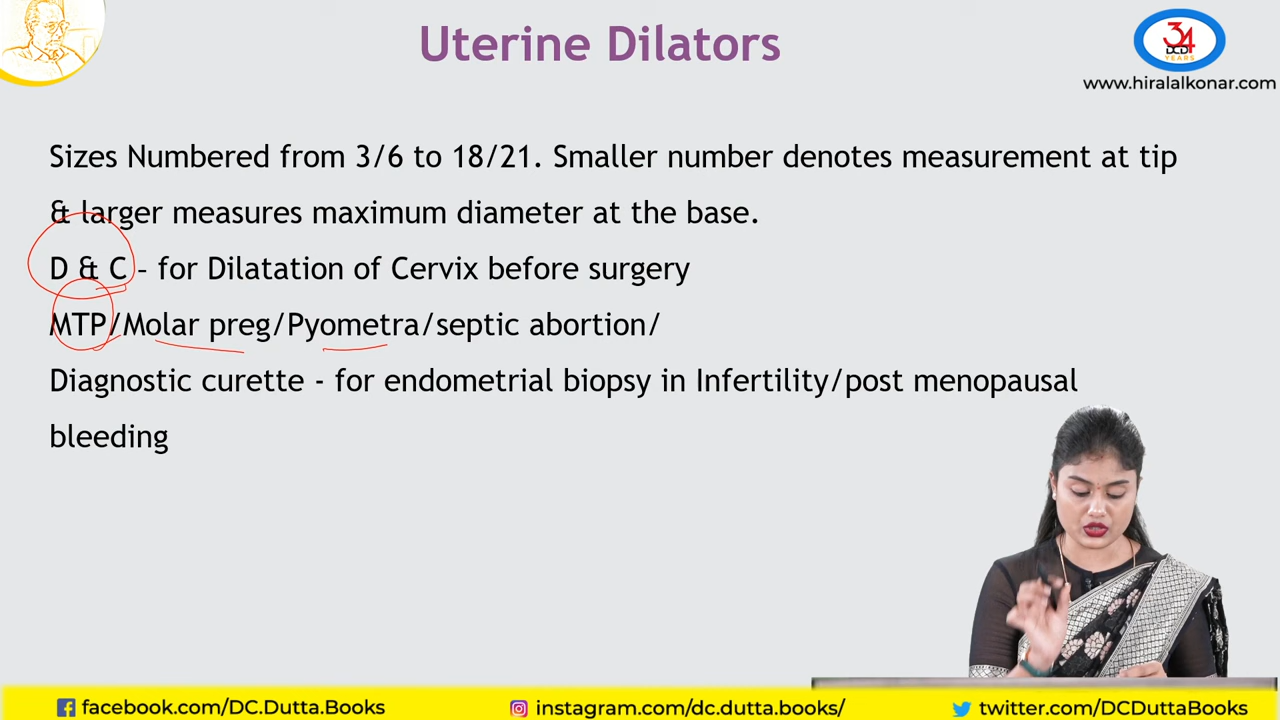 Uterine Dilators
34
DCD
YEARS
www.hiralalkonar.com
Sizes Numbered from 3/6 to 18/21. Smaller number denotes measurement at tip
& larger measures maximum diameter at the base.
D & C – for Dilatation of Cervix before surgery
MTP/Molar preg/Pyometra/septic abortion/
Diagnostic curette - for endometrial biopsy in Infertility/post menopausal
bleeding
facebook.com/DC.Dutta.Books
instagram.com/dc.dutta.books/
twitter.com/DCDuttaBooks